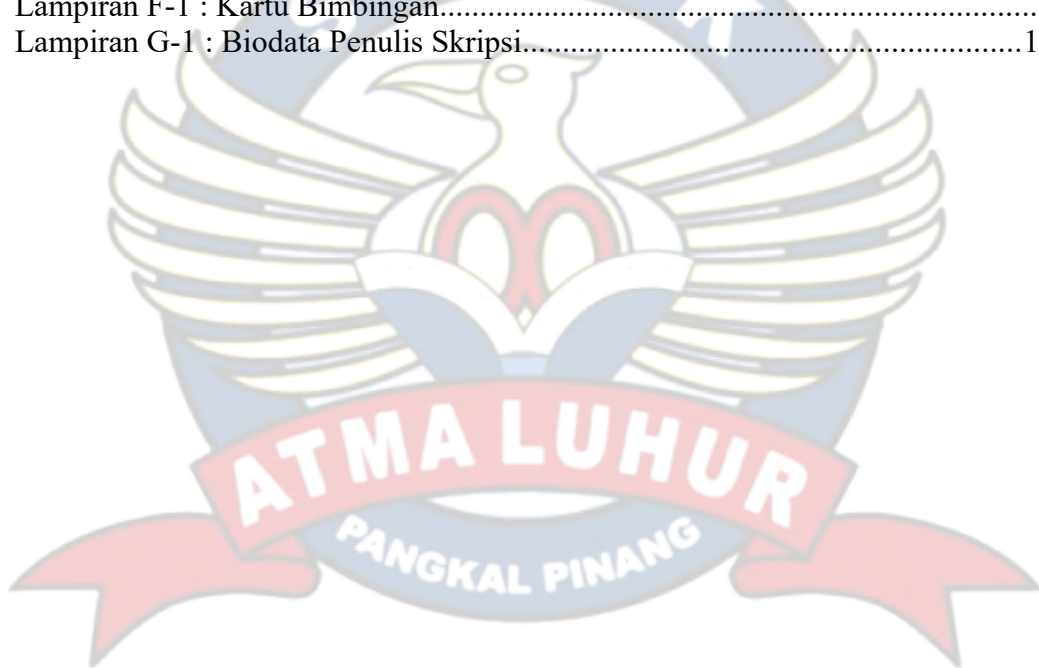 Lampiran F-1 : Kartu Bimbingan.....................................................................................
Lampiran G-1 : Biodata Penulis Skripsi.......................................................................1
ATMA LUHUR
PANGKAL PINANG